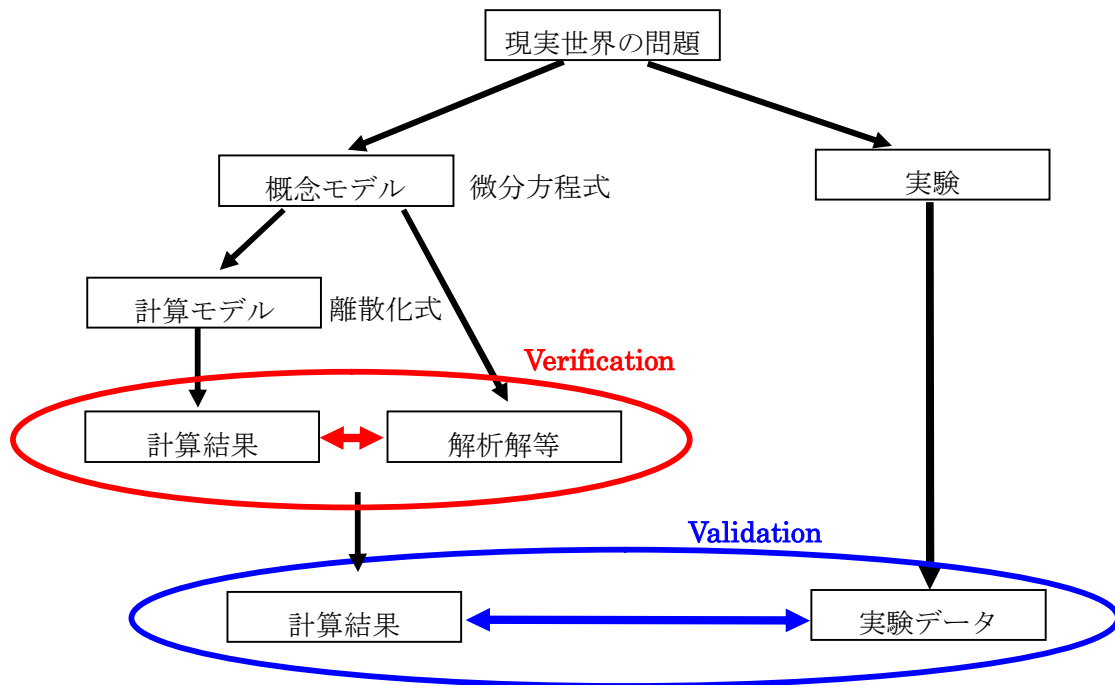 現実世界の問題
概念モデル
微分方程式
実験
計算モデル
離散化式
Verification
計算結果
解析解等
Validation
計算結果
実験データ